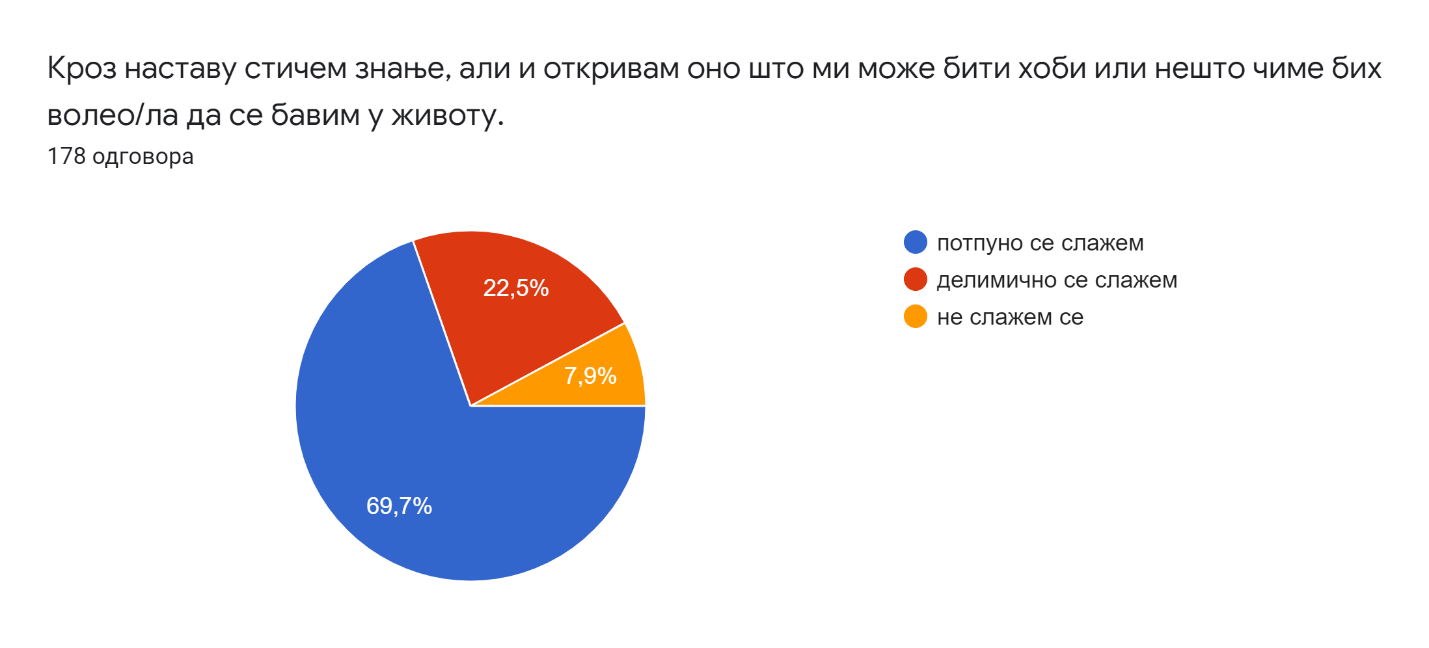 Кроз наставу стичем знање, али и откривам оно што ми може бити хоби или нешто чиме бих
волео/ла да се бавим у животу.
178 одговора
потпуно се слажем
делимично се слажем
не слажем се
22,5%
7,9%
69,7%